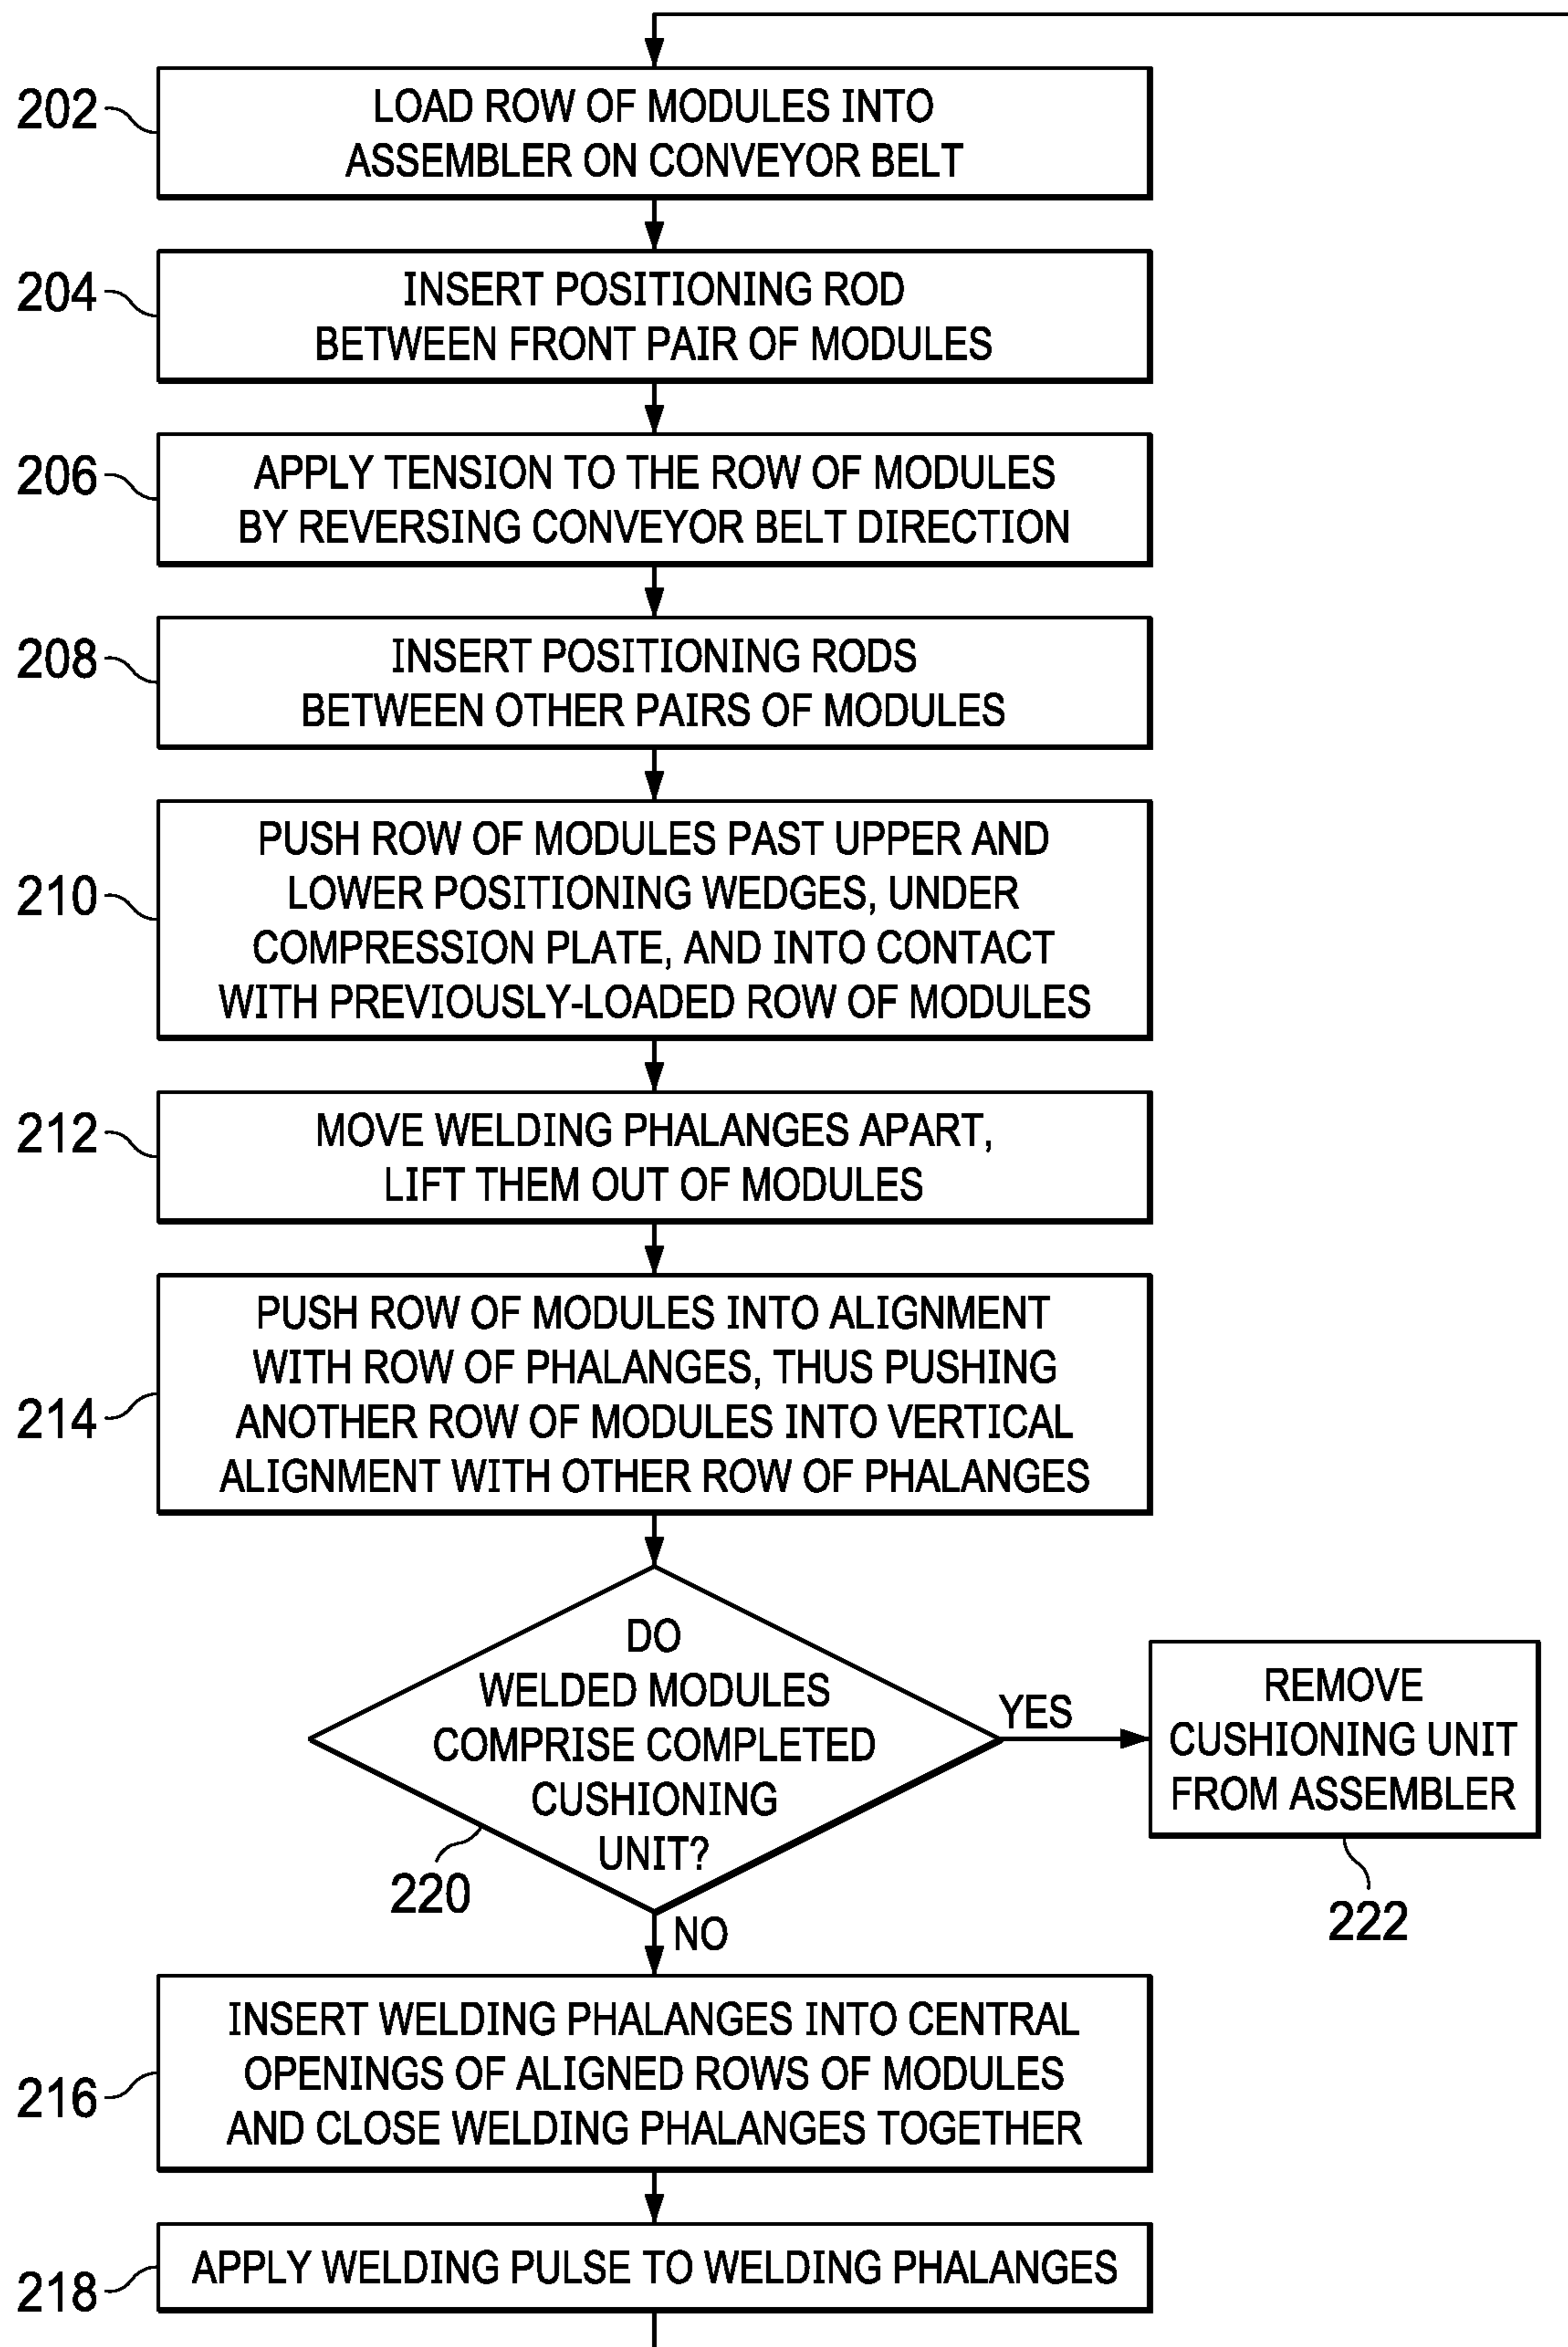 202
LOAD ROW OF MODULES INTO
ASSEMBLER ON CONVEYOR BELT
204
INSERT POSITIONING ROD
BETWEEN FRONT PAIR OF MODULES
206
APPLY TENSION TO THE ROW OF MODULES
BY REVERSING CONVEYOR BELT DIRECTION
208
INSERT POSITIONING RODS
BETWEEN OTHER PAIRS OF MODULES
210
PUSH ROW OF MODULES PAST UPPER AND
LOWER POSITIONING WEDGES, UNDER
COMPRESSION PLATE, AND INTO CONTACT
WITH PREVIOUSLY-LOADED ROW OF MODULES
212
MOVE WELDING PHALANGES APART,
LIFT THEM OUT OF MODULES
214
PUSH ROW OF MODULES INTO ALIGNMENT
WITH ROW OF PHALANGES, THUS PUSHING
ANOTHER ROW OF MODULES INTO VERTICAL
ALIGNMENT WITH OTHER ROW OF PHALANGES
DO
WELDED MODULES
COMPRISE COMPLETED
CUSHIONING
UNIT?
220
YES
REMOVE
CUSHIONING UNIT
FROM ASSEMBLER
222
NO
216
INSERT WELDING PHALANGES INTO CENTRAL
OPENINGS OF ALIGNED ROWS OF MODULES
AND CLOSE WELDING PHALANGES TOGETHER
218
APPLY WELDING PULSE TO WELDING PHALANGES